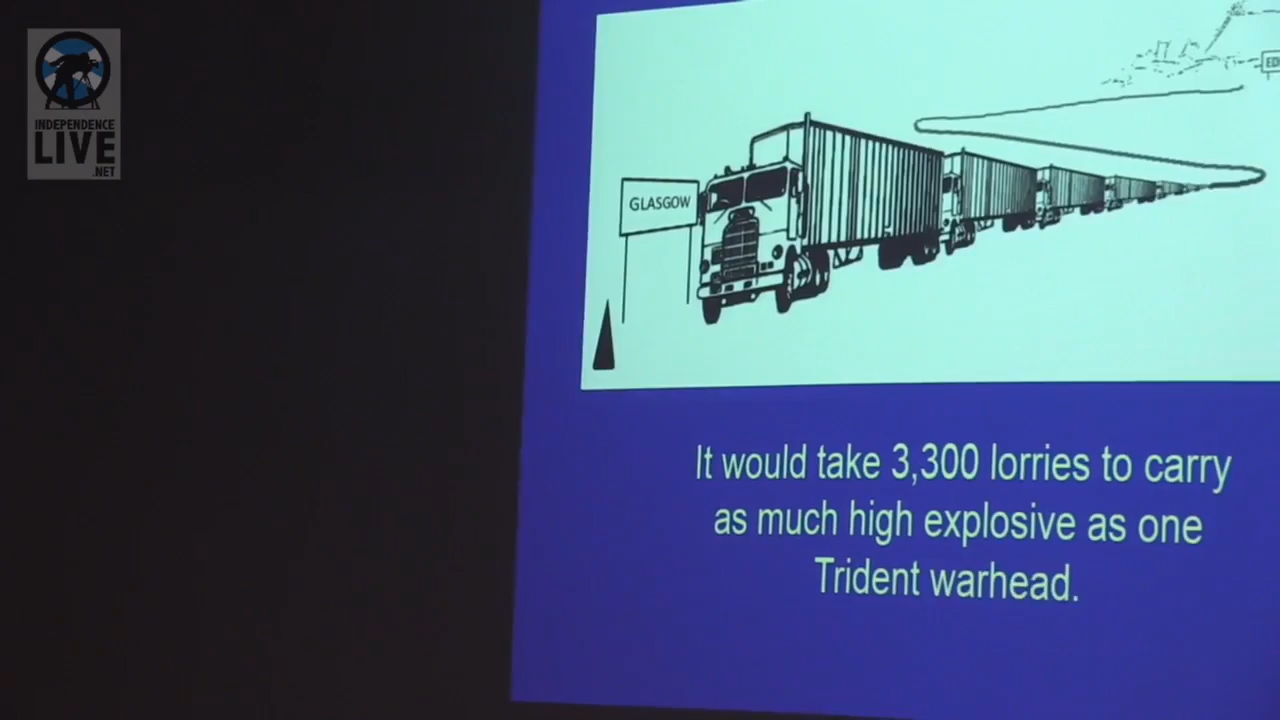 INDEPENDENCE
LIVE
.NET
GLASGOW
It would take 3,300 lorries to carry
as much high explosive as one
Trident warhead.